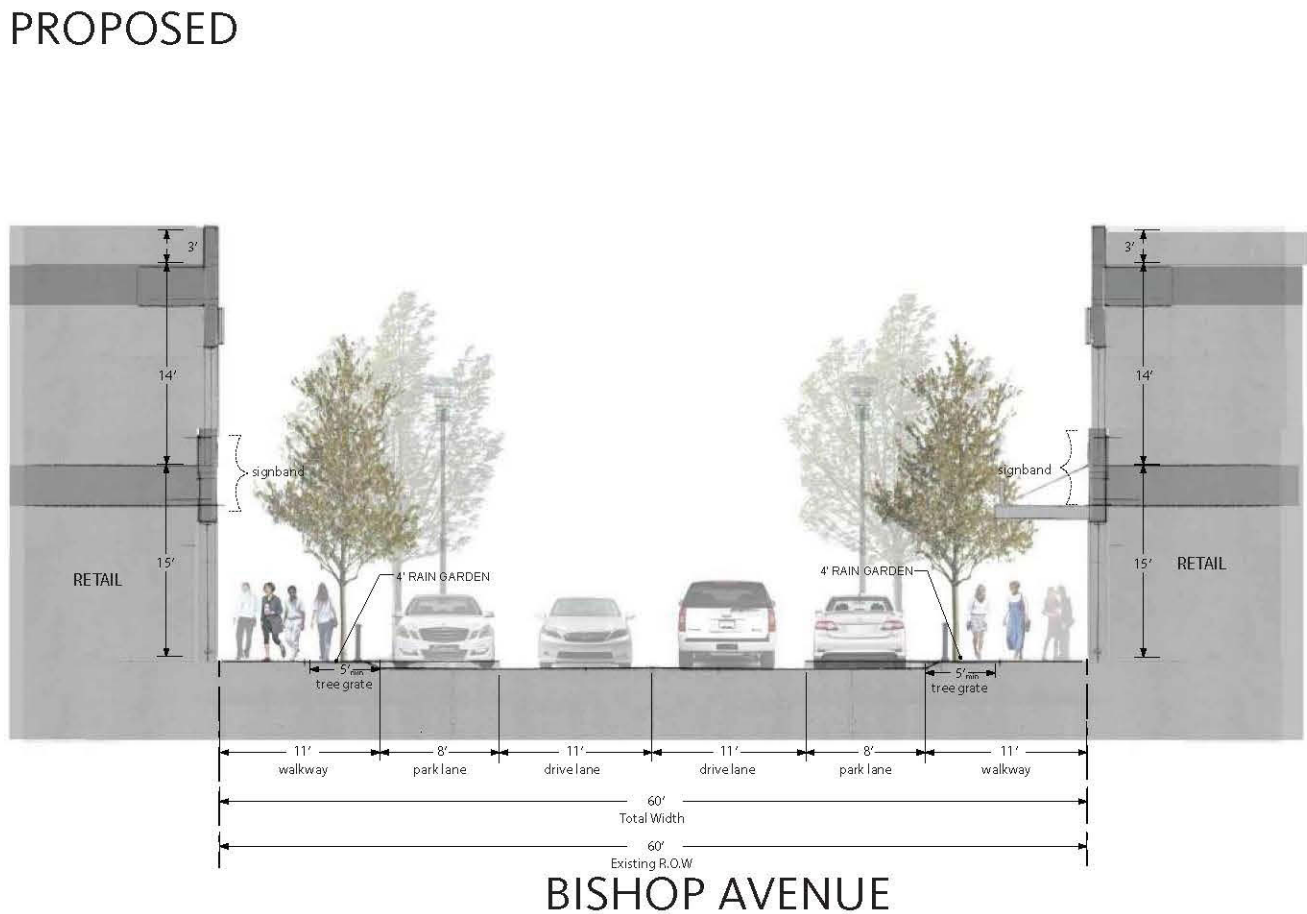 PROPOSED
3'
3'
14'
14'
signband
signband
15'
15'
RETAIL
4' RAIN GARDEN
4' RAIN GARDEN
RETAIL
5' min
tree grate
5' min
tree grate
11'
8'
11'
11'
8'
11'
walkway
park lane
drive lane
drive lane
park lane
walkway
60'
Total Width
60'
Existing R.O.W
BISHOP AVENUE